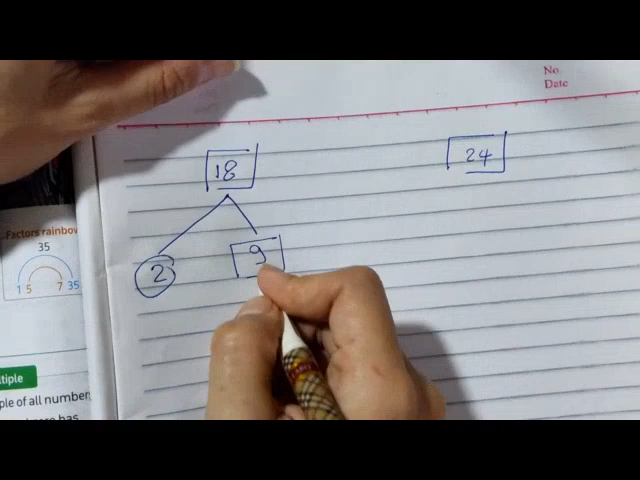 No
Date
18
24
2
9
Factors rainbow
35
1 5 7 35
tiple
ple of all number